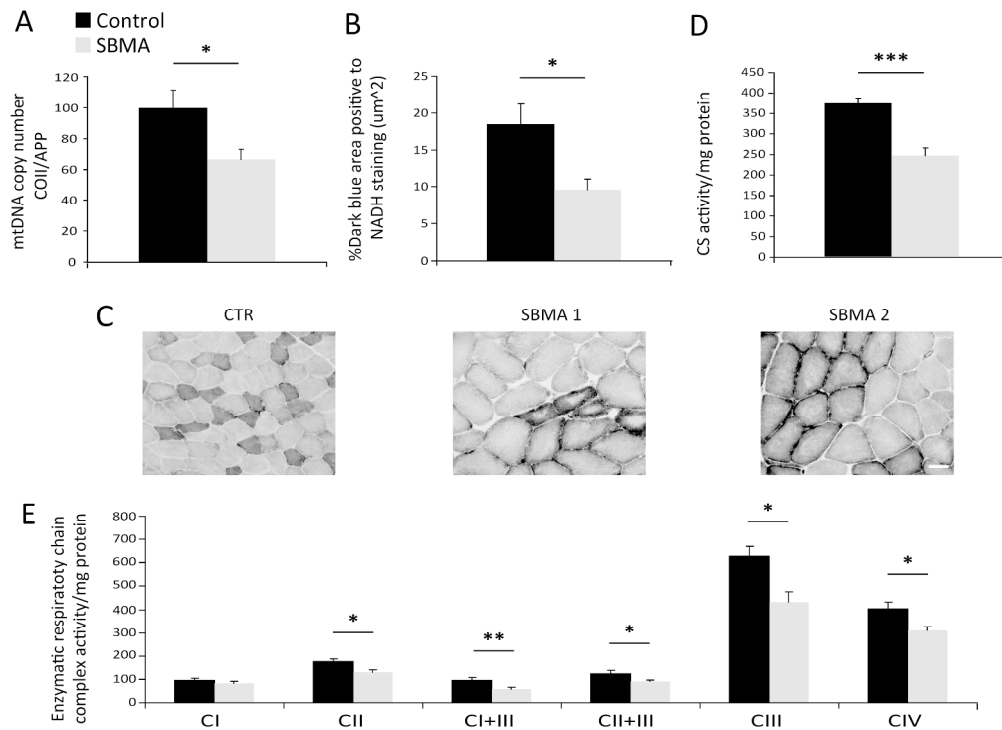 A
Control
SBMA
*
mtDNA copy number
COII/APP
120
100
80
60
40
20
0
B
*
%Dark blue area positive to
NADH staining (um^2)
25
20
15
10
5
0
D
***
CS activity/mg protein
450
400
350
300
250
200
150
100
50
0
C
CTR
SBMA 1
SBMA 2
E
Enzymatic respiratoty chain
complex activity/mg protein
800
700
600
500
400
300
200
100
0
*
**
*
*
*
CI
CII
CI+III
CII+III
CIII
CIV